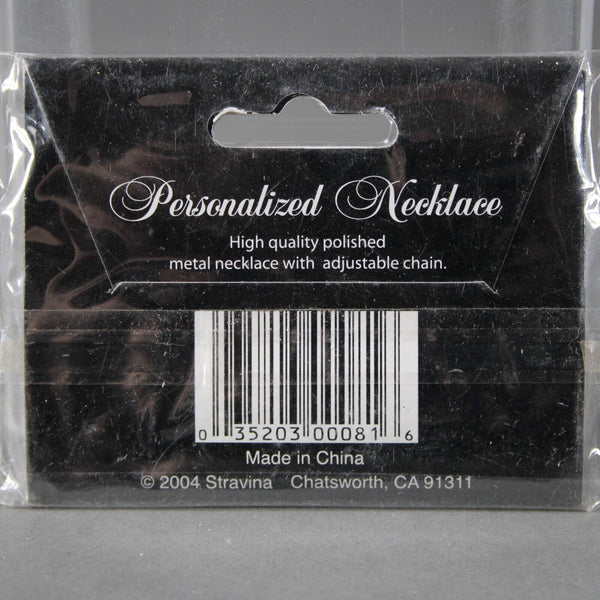 Personalized Necklace
High quality polished
metal necklace with adjustable chain.
0 35203 00081 6
Made in China
© 2004 Stravina Chatsworth, CA 91311